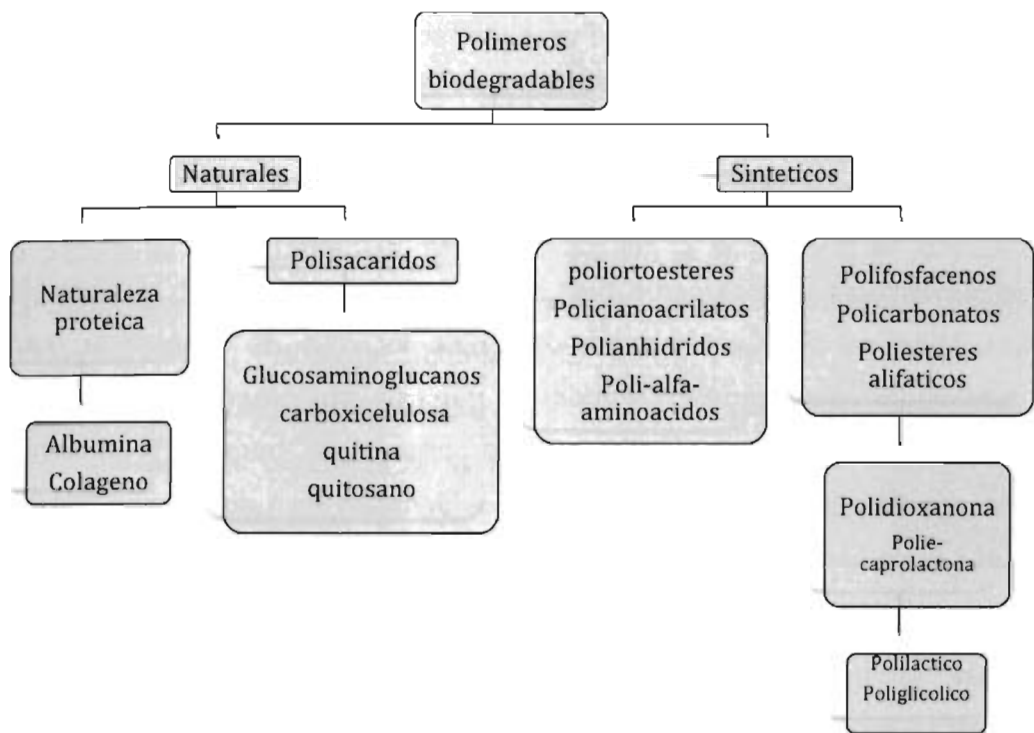 Polimeros
biodegradables
Naturales
Sinteticos
Naturaleza
proteica
Polisacaridos
poliortoesteres
Policianoacrilatos
Polianhidridos
Poli-alfa-
aminoacidos
Polifosfacenos
Policarbonatos
Poliesteres
alifaticos
Albumina
Colageno
Glucosaminoglucanos
carboxicelulosa
quitina
quitosano
Polidioxanona
Polie-
caprolactona
Polilactico
Poliglicolico